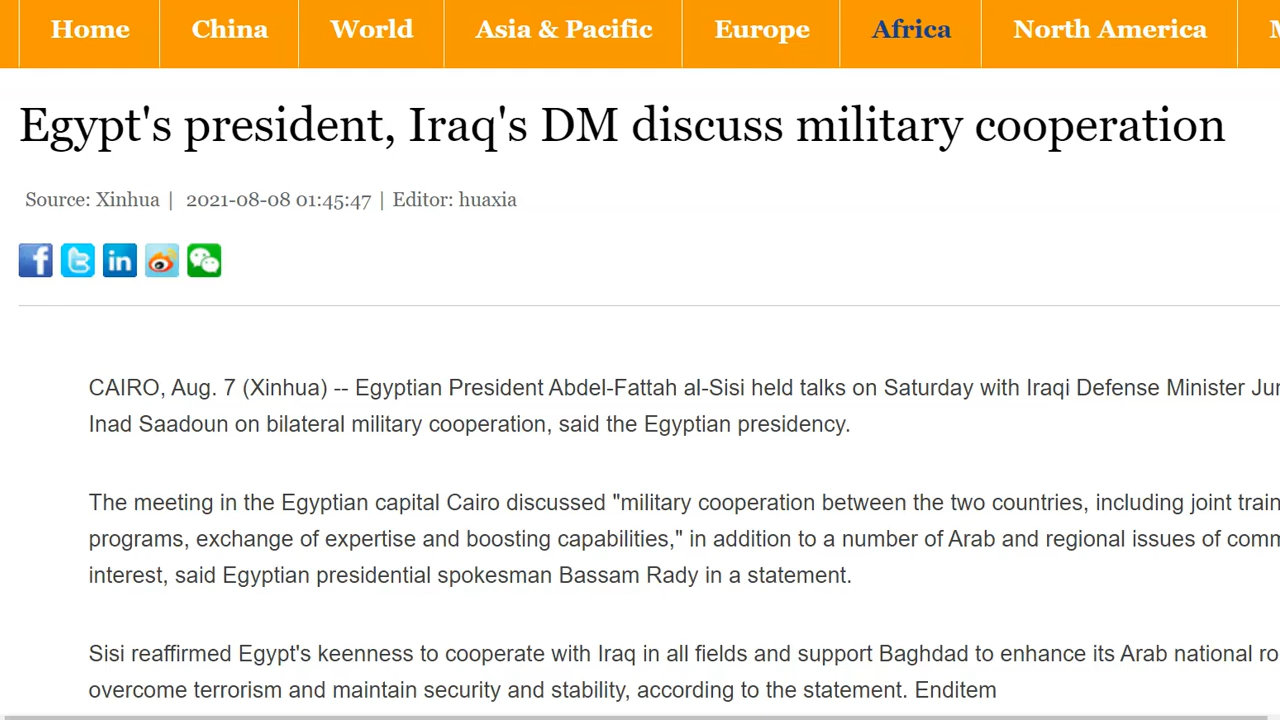 Home China World Asia & Pacific Europe Africa North America
Egypt's president, Iraq's DM discuss military cooperation
Source: Xinhua | 2021-08-08 01:45:47 | Editor: huaxia
CAIRO, Aug. 7 (Xinhua) -- Egyptian President Abdel-Fattah al-Sisi held talks on Saturday with Iraqi Defense Minister
Inad Saadoun on bilateral military cooperation, said the Egyptian presidency.
The meeting in the Egyptian capital Cairo discussed "military cooperation between the two countries, including joint
programs, exchange of expertise and boosting capabilities," in addition to a number of Arab and regional issues of
interest, said Egyptian presidential spokesman Bassam Rady in a statement.
Sisi reaffirmed Egypt's keenness to cooperate with Iraq in all fields and support Baghdad to enhance its Arab national
overcome terrorism and maintain security and stability, according to the statement. Enditem